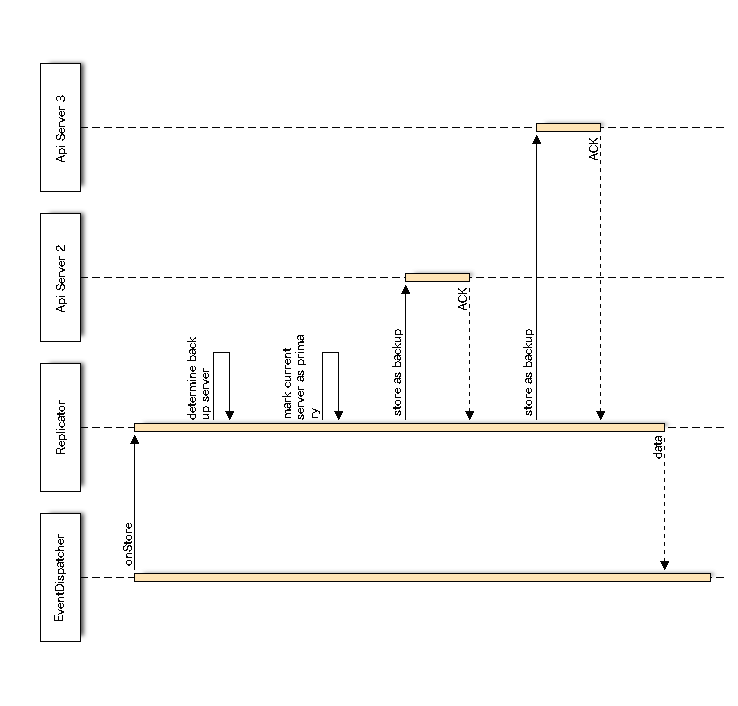 EventDispatcher
Replicator
Api Server 2
Api Server 3
onStore
determine back
up server
mark current
server as prima
ry
store as backup
ACK
store as backup
ACK
data